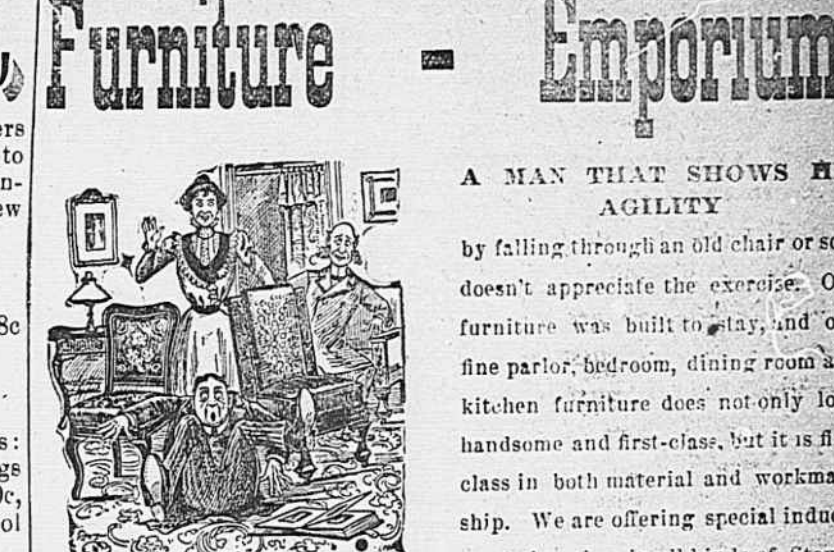 Furniture - Emporium
A MAN THAT SHOWS
AGILITY
by falling through an old chair or
doesn't appreciate the exercise.
furniture was built to stay, and
fine parlor, bedroom, dining room
kitchen furniture does not only
handsome and first-class, but it is
class in both material and workma
ship. We are offering special induc
ers
to
n-
ew
8c
s:
gs
c,
ol